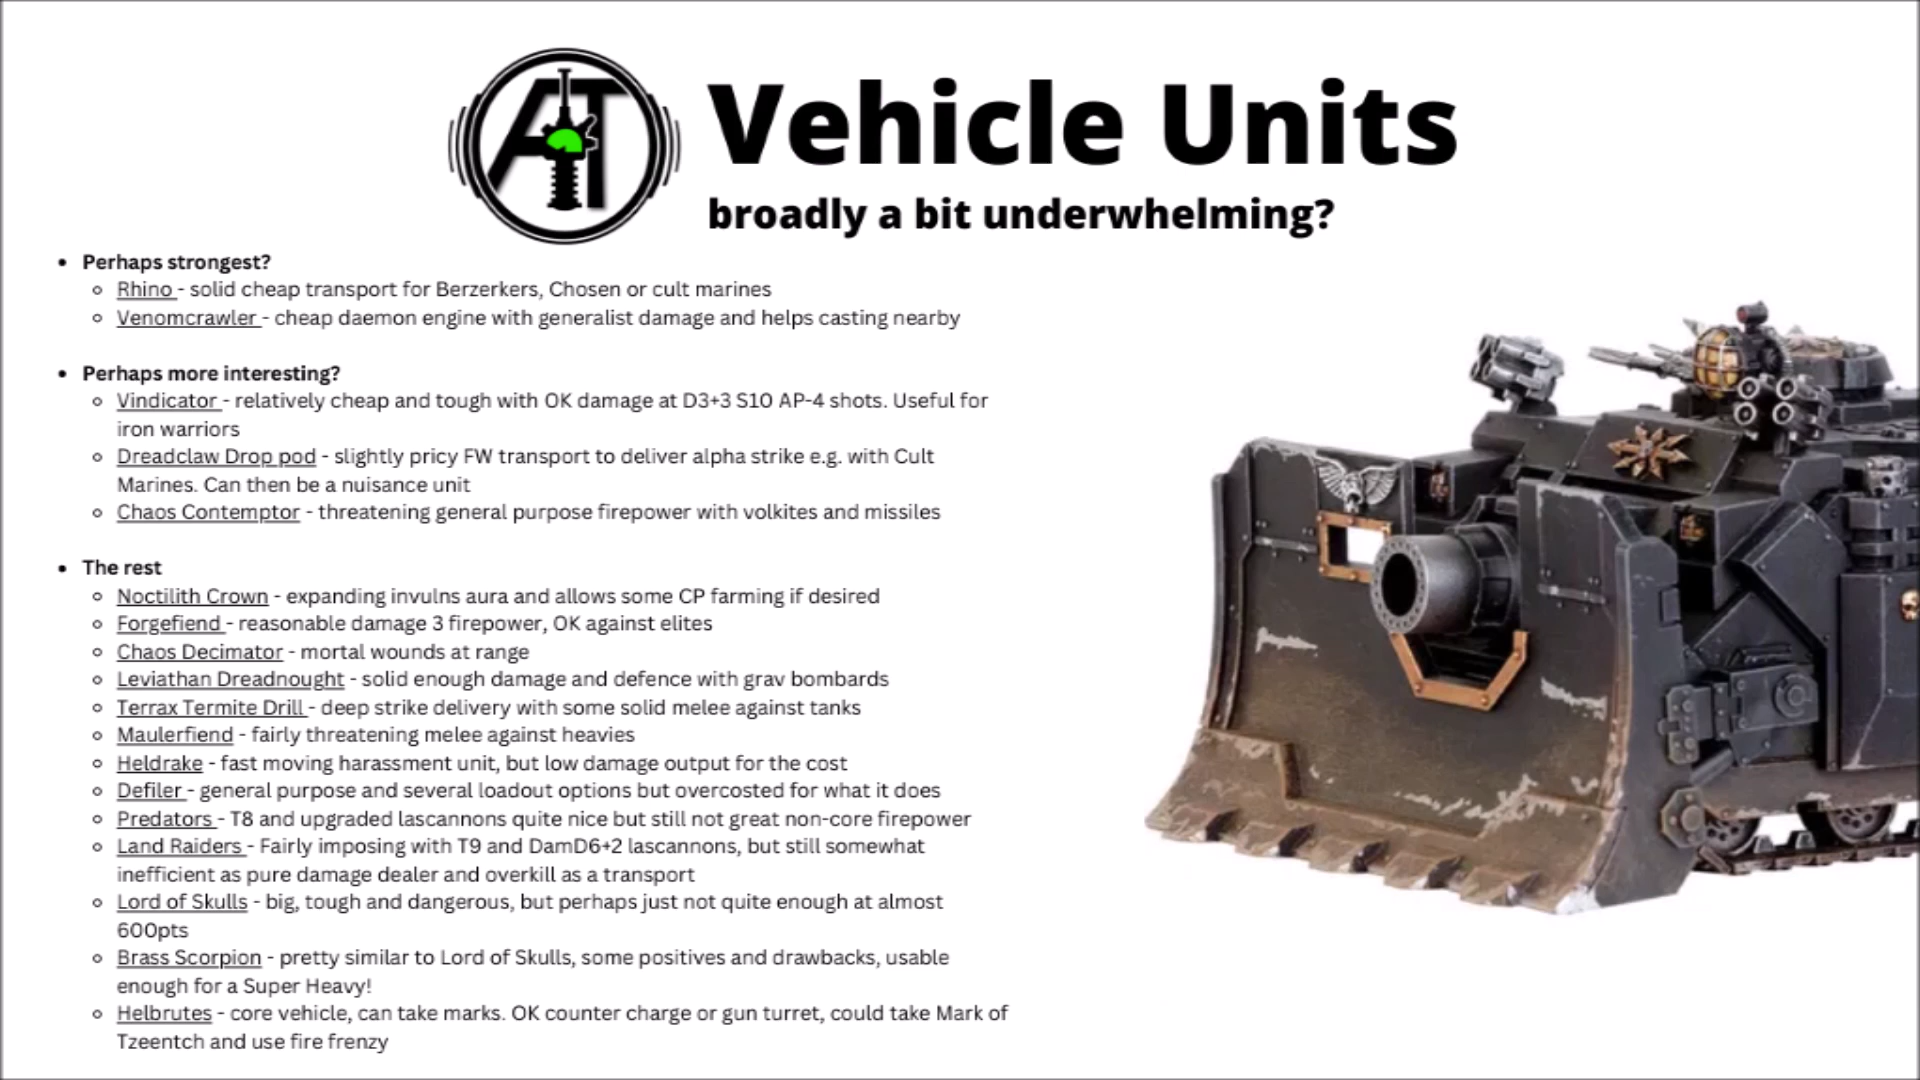 AT
Vehicle Units
broadly a bit underwhelming?
Perhaps strongest?
Rhino - solid cheap transport for Berzerkers, Chosen or cult marines
Venomcrawler - cheap daemon engine with generalist damage and helps casting nearby
Perhaps more interesting?
Vindicator - relatively cheap and tough with OK damage at D3+3 S10 AP-4 shots. Useful for
iron warriors
Dreadclaw Drop pod - slightly pricy FW transport to deliver alpha strike e.g. with Cult
Marines. Can then be a nuisance unit
Chaos Contemptor - threatening general purpose firepower with volkites and missiles
The rest
Noctilith Crown - expanding invulns aura and allows some CP farming if desired
Forgefiend - reasonable damage 3 firepower, OK against elites
Chaos Decimator - mortal wounds at range
Leviathan Dreadnought - solid enough damage and defence with grav bombards
Terrax Termite Drill - deep strike delivery with some solid melee against tanks
Maulerfiend - fairly threatening melee against heavies
Heldrake - fast moving harassment unit, but low damage output for the cost
Defiler - general purpose and several loadout options but overcosted for what it does
Predators - T8 and upgraded lascannons quite nice but still not great non-core firepower
Land Raiders - Fairly imposing with T9 and DamD6+2 lascannons, but still somewhat
inefficient as pure damage dealer and overkill as a transport
Lord of Skulls - big, tough and dangerous, but perhaps just not quite enough at almost
600pts
Brass Scorpion - pretty similar to Lord of Skulls, some positives and drawbacks, usable
enough for a Super Heavy!
Helbrutes - core vehicle, can take marks. OK counter charge or gun turret, could take Mark of
Tzeentch and use fire frenzy